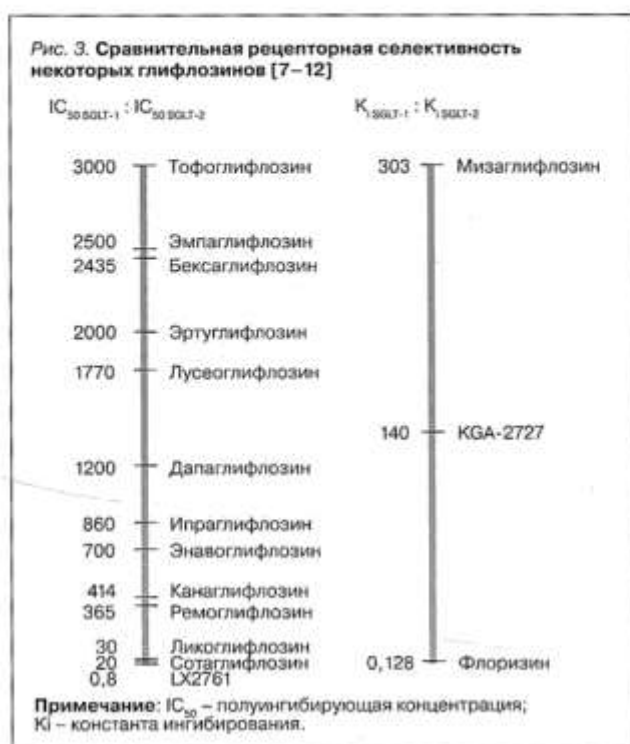 Рис. 3. Сравнительная рецепторная селективность
некоторых глифлозинов [7–12]
IC50 SGLT-1 : IC50 SGLT-2
3000 Тофоглифлозин
2500 Эмпаглифлозин
2435 Бексаглифлозин
2000 Эртуглифлозин
1770 Лусеоглифлозин
1200 Дапаглифлозин
860 Ипраглифлозин
700 Энавоглифлозин
414 Канаглифлозин
365 Ремоглифлозин
30 Ликоглифлозин
20 Сотаглифлозин
0,8 LX2761
Ki SGLT-1 : Ki SGLT-2
303 Мизаглифлозин
140 KGA-2727
0,128 Флоризин
Примечание: IC50 – полуингибирующая концентрация;
Ki – константа ингибирования.